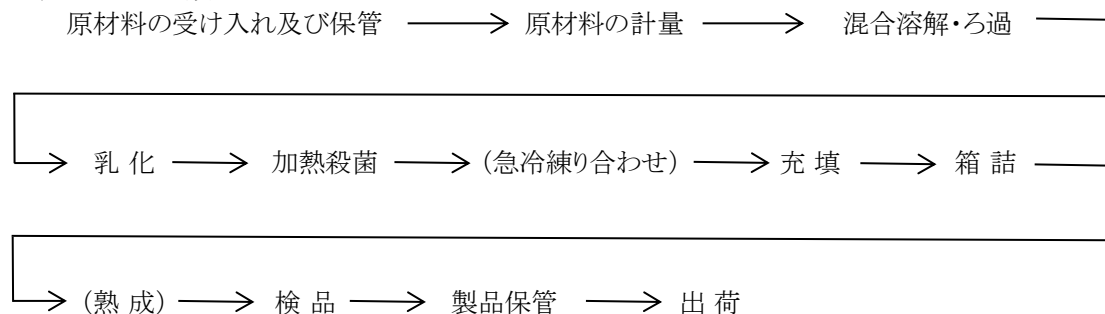 原材料の受け入れ及び保管 → 原材料の計量 → 混合溶解・ろ過
→ 乳 化 → 加熱殺菌 → (急冷練り合わせ) → 充 填 → 箱 詰
→ (熟 成) → 検 品 → 製品保管 → 出 荷